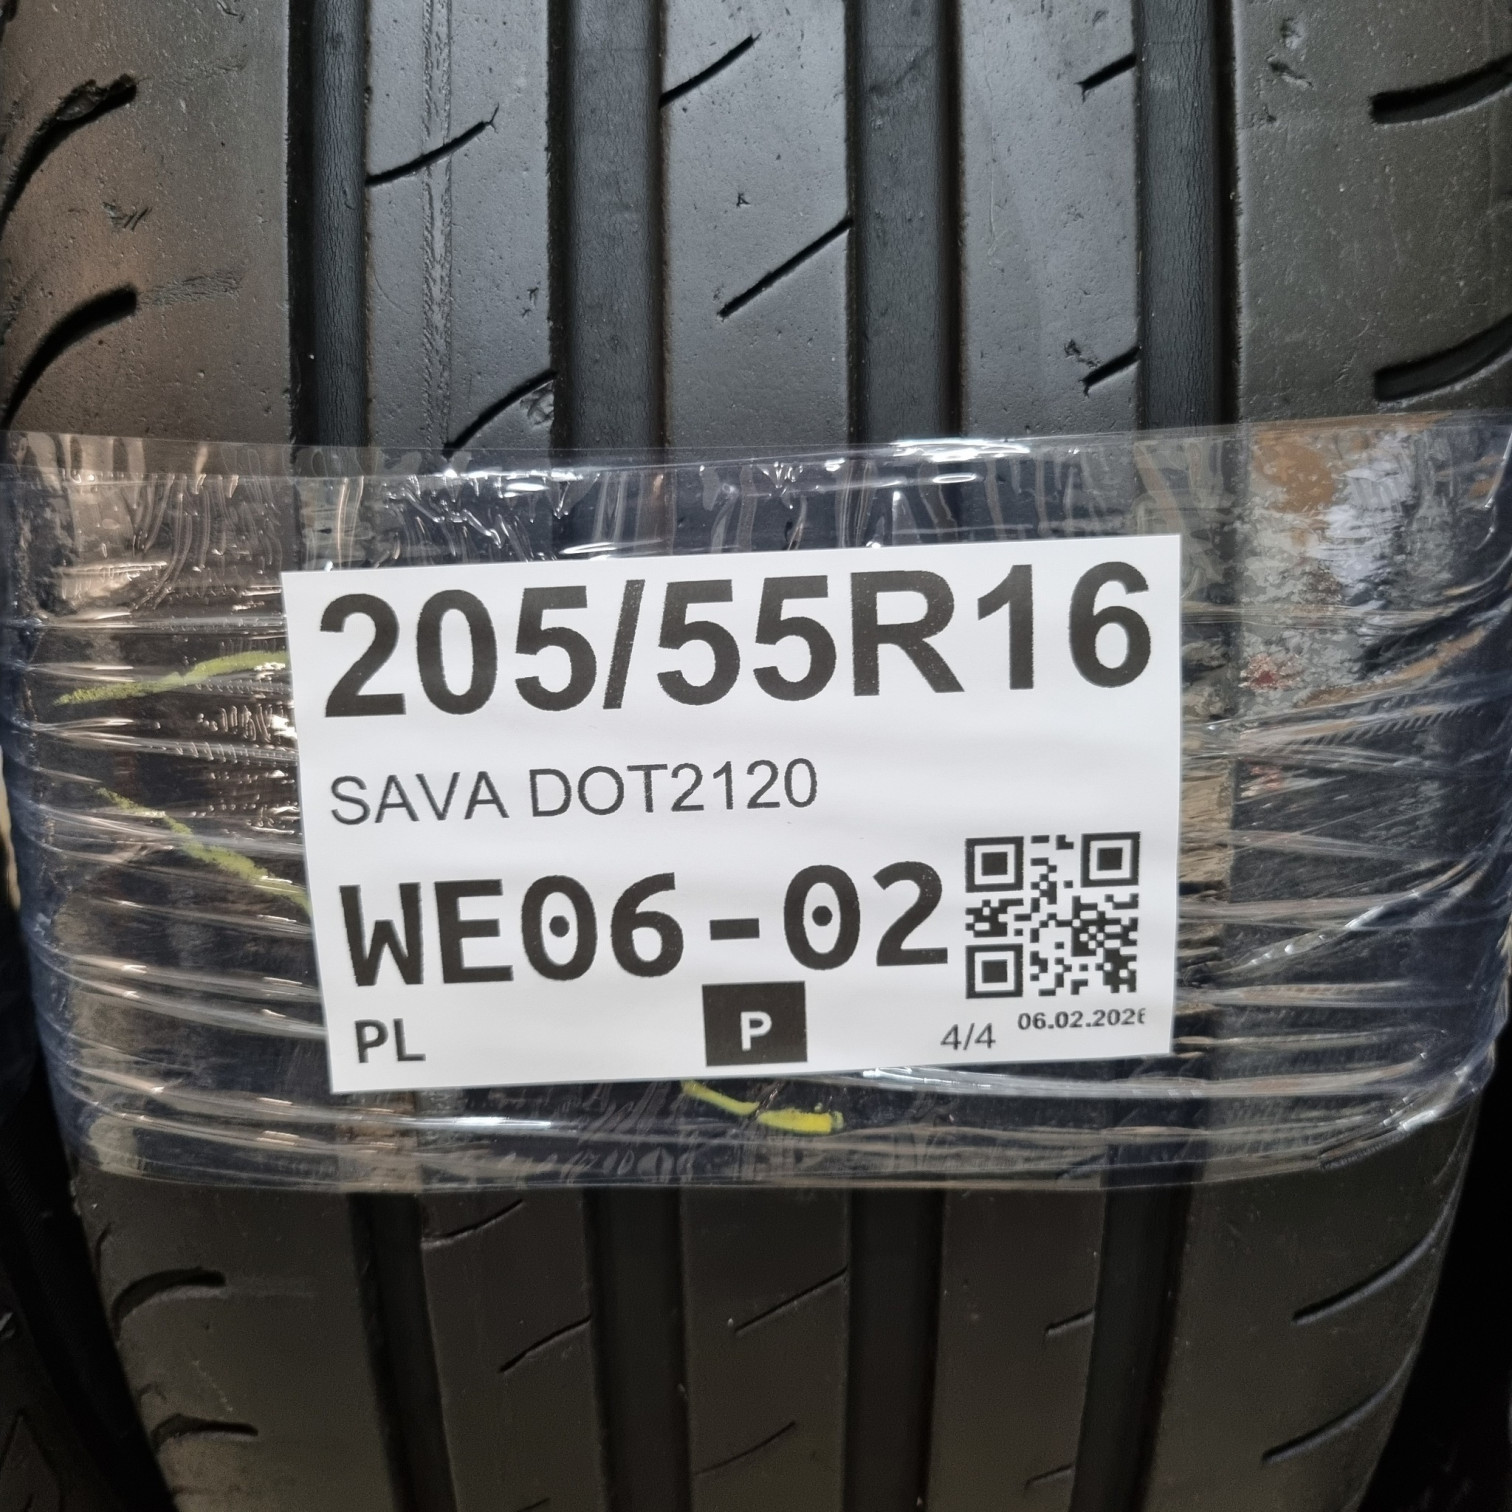 205/55R16
SAVA DOT2120
WE06-02
PL
P
4/4
06.02.2026